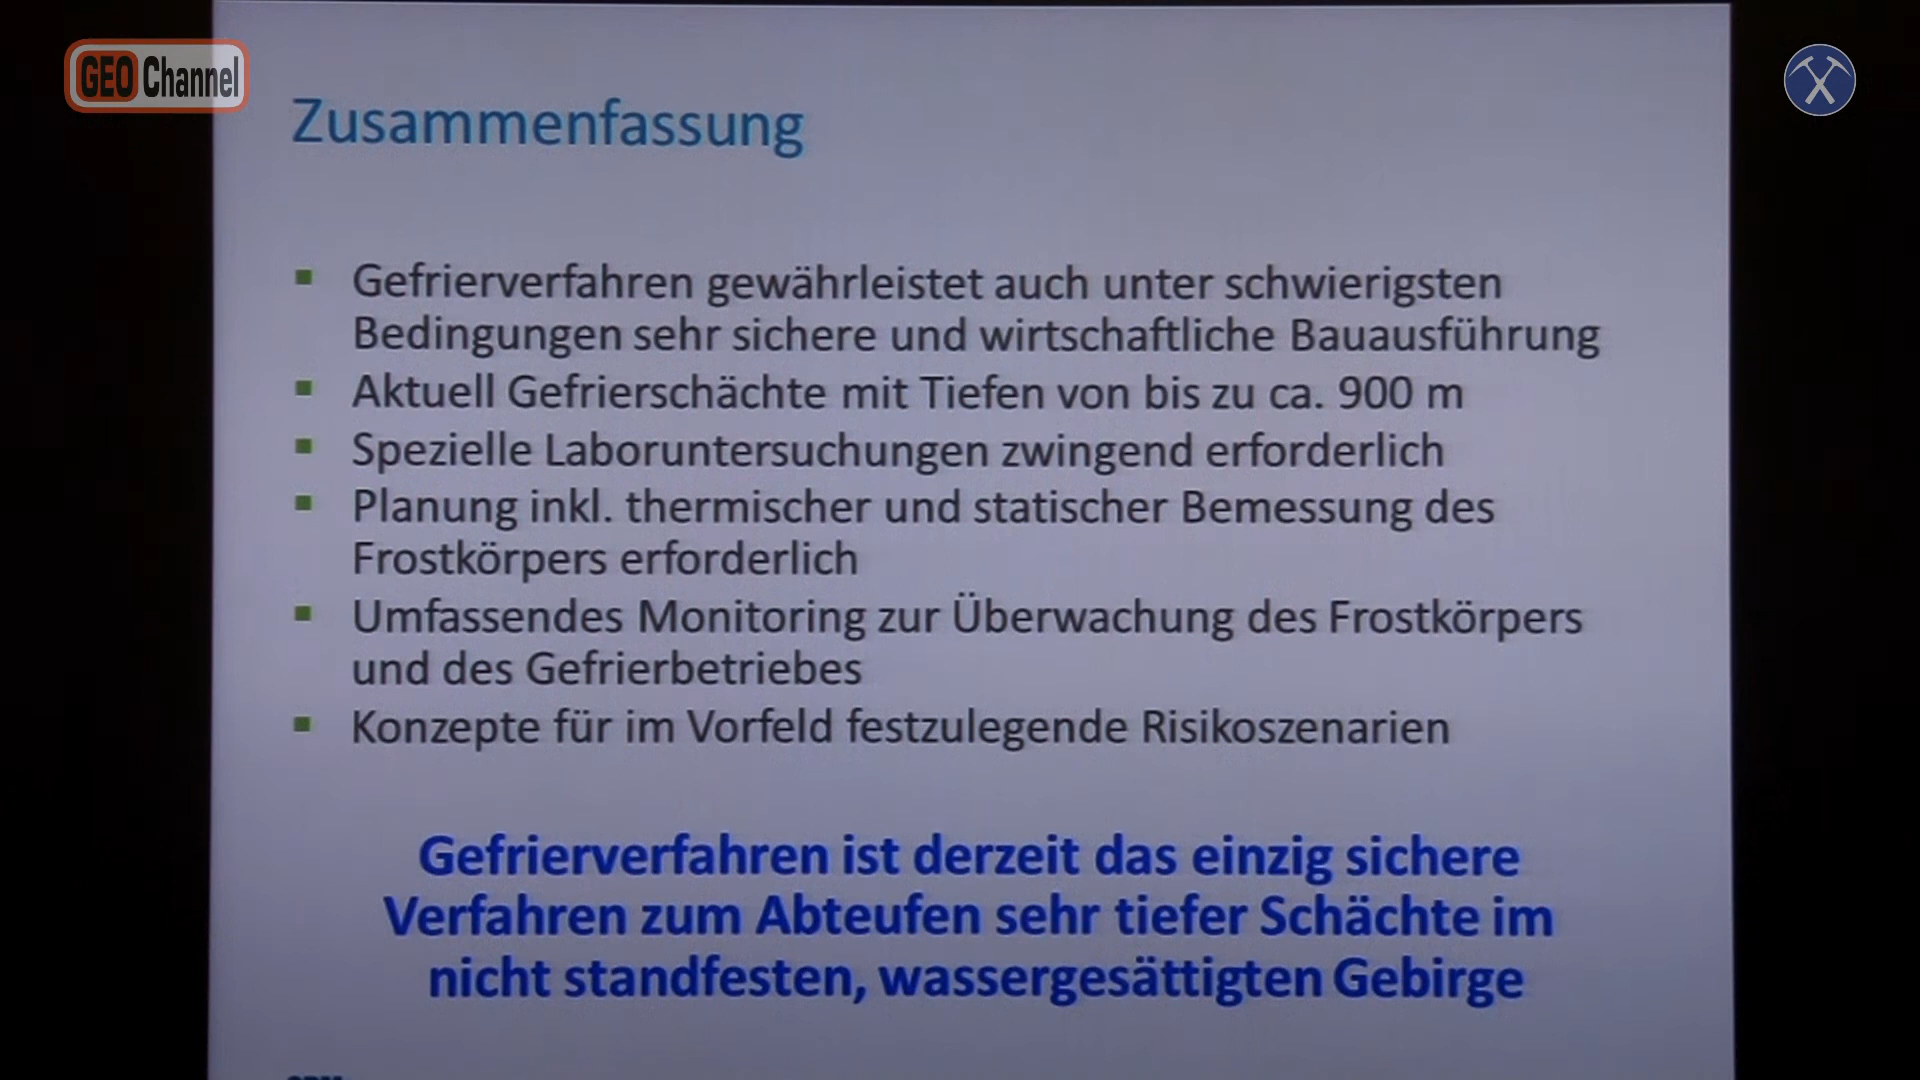 GEO Channel
Zusammenfassung
Gefrierverfahren gewährleistet auch unter schwierigsten
Bedingungen sehr sichere und wirtschaftliche Bauausführung
Aktuell Gefrierschächte mit Tiefen von bis zu ca. 900 m
Spezielle Laboruntersuchungen zwingend erforderlich
Planung inkl. thermischer und statischer Bemessung des
Frostkörpers erforderlich
Umfassendes Monitoring zur Überwachung des Frostkörpers
und des Gefrierbetriebes
Konzepte für im Vorfeld festzulegende Risikoszenarien
Gefrierverfahren ist derzeit das einzig sichere
Verfahren zum Abteufen sehr tiefer Schächte im
nicht standfesten, wassergesättigten Gebirge